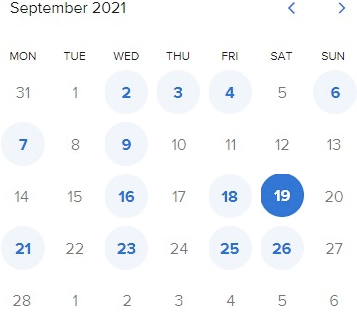 September 2021
MON TUE WED THU FRI SAT SUN
31 1 2 3 4 5 6
7 8 9 10 11 12 13
14 15 16 17 18 19 20
21 22 23 24 25 26 27
28 1 2 3 4 5 6